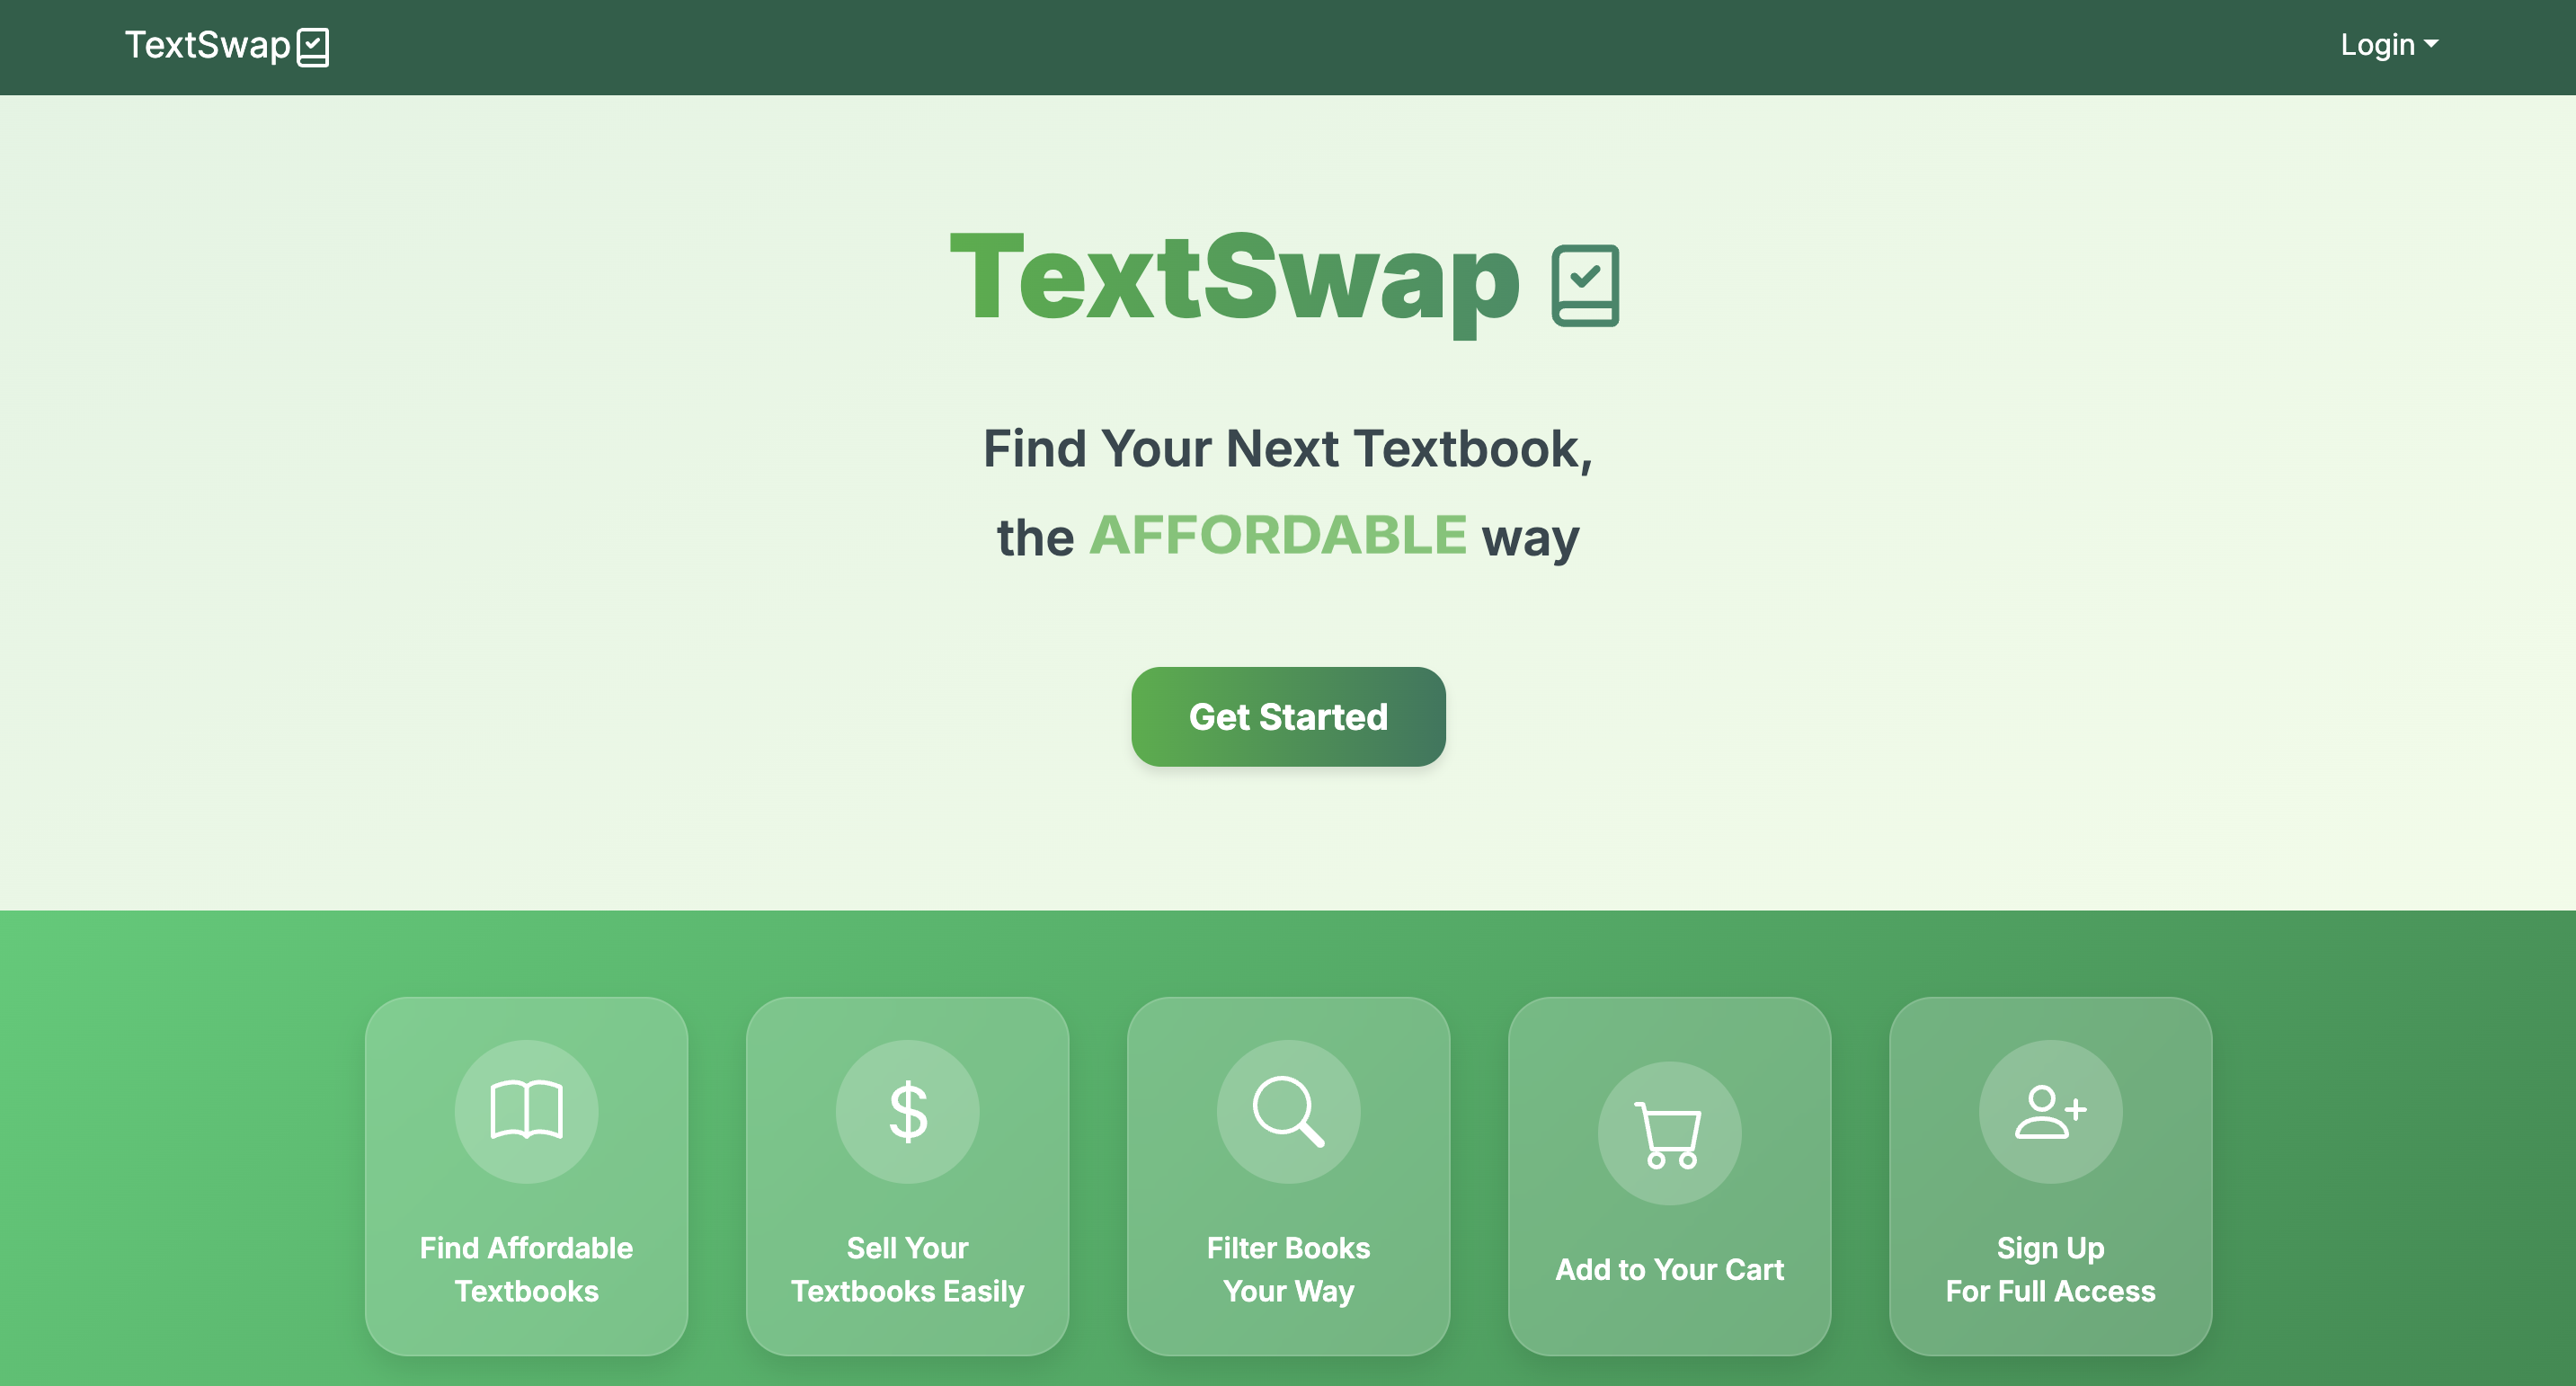 TextSwap
Login
TextSwap
Find Your Next Textbook,
the AFFORDABLE way
Get Started
Find Affordable
Textbooks
$
Sell Your
Textbooks Easily
Filter Books
Your Way
Add to Your Cart
Sign Up
For Full Access